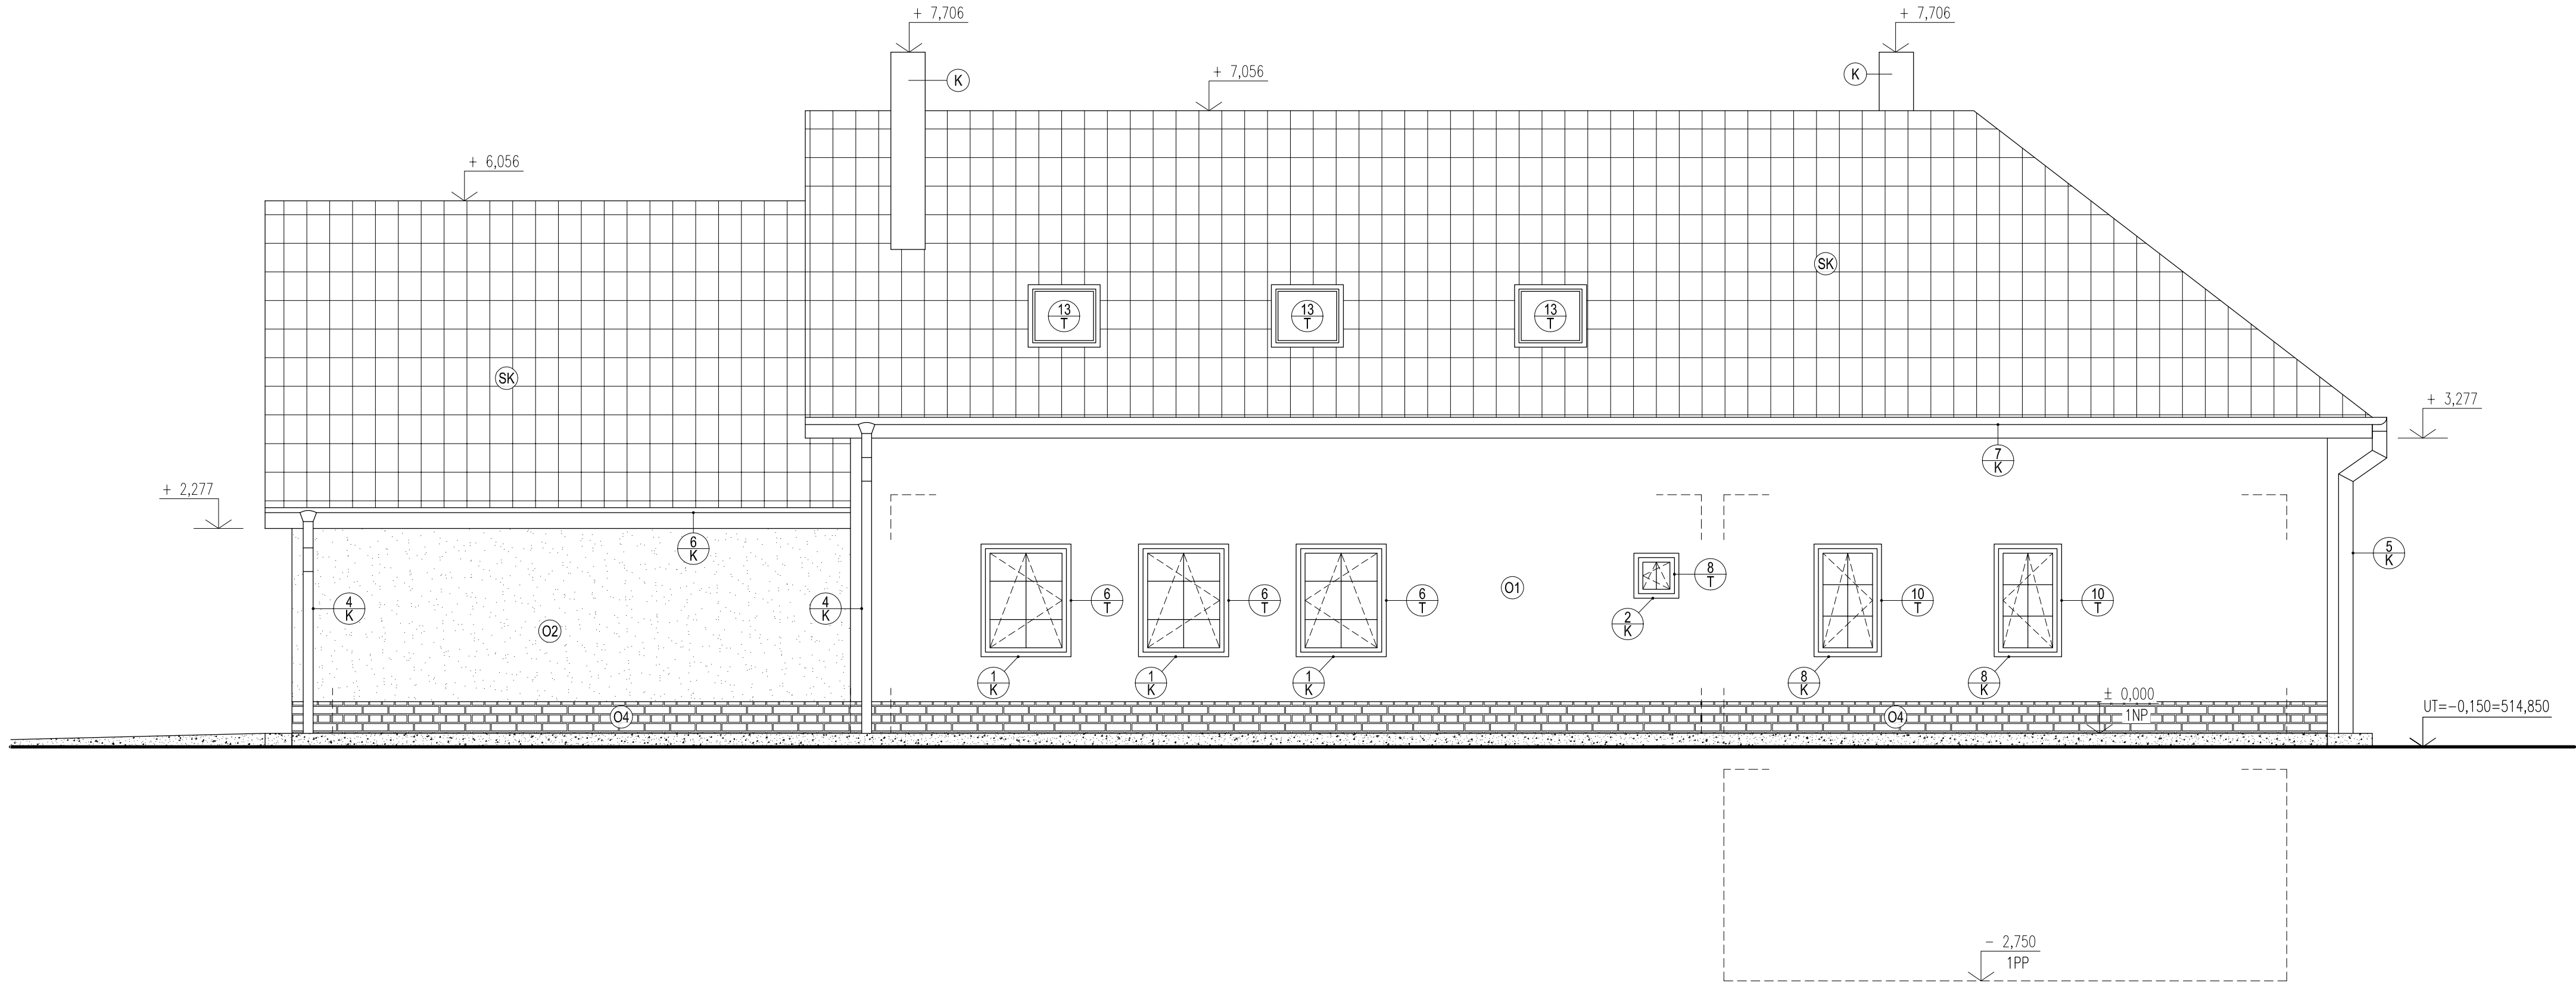 + 7,706
+ 7,706
K
K
+ 7,056
+ 6,056
SK
13
T
13
T
13
T
SK
+ 3,277
7
K
+ 2,277
6
K
5
K
8
T
O1
4
K
4
K
6
T
6
T
6
T
10
T
10
T
2
K
O2
1
K
1
K
1
K
8
K
8
K
± 0,000
1NP
O4
O4
UT=-0,150=514,850
- 2,750
1PP